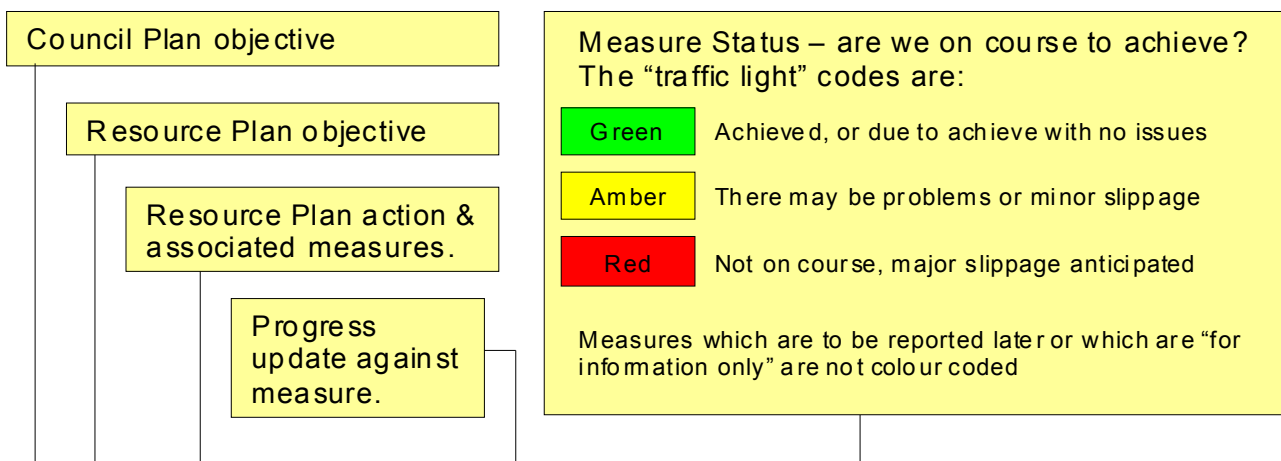 Council Plan objective
Resource Plan objective
Resource Plan action &
associated measures.
Progress
update against
measure.
Measure Status – are we on course to achieve?
The “traffic light” codes are:
Green Achieved, or due to achieve with no issues
Amber There may be problems or minor slippage
Red Not on course, major slippage anticipated
Measures which are to be reported later or which are “for
information only” are not colour coded